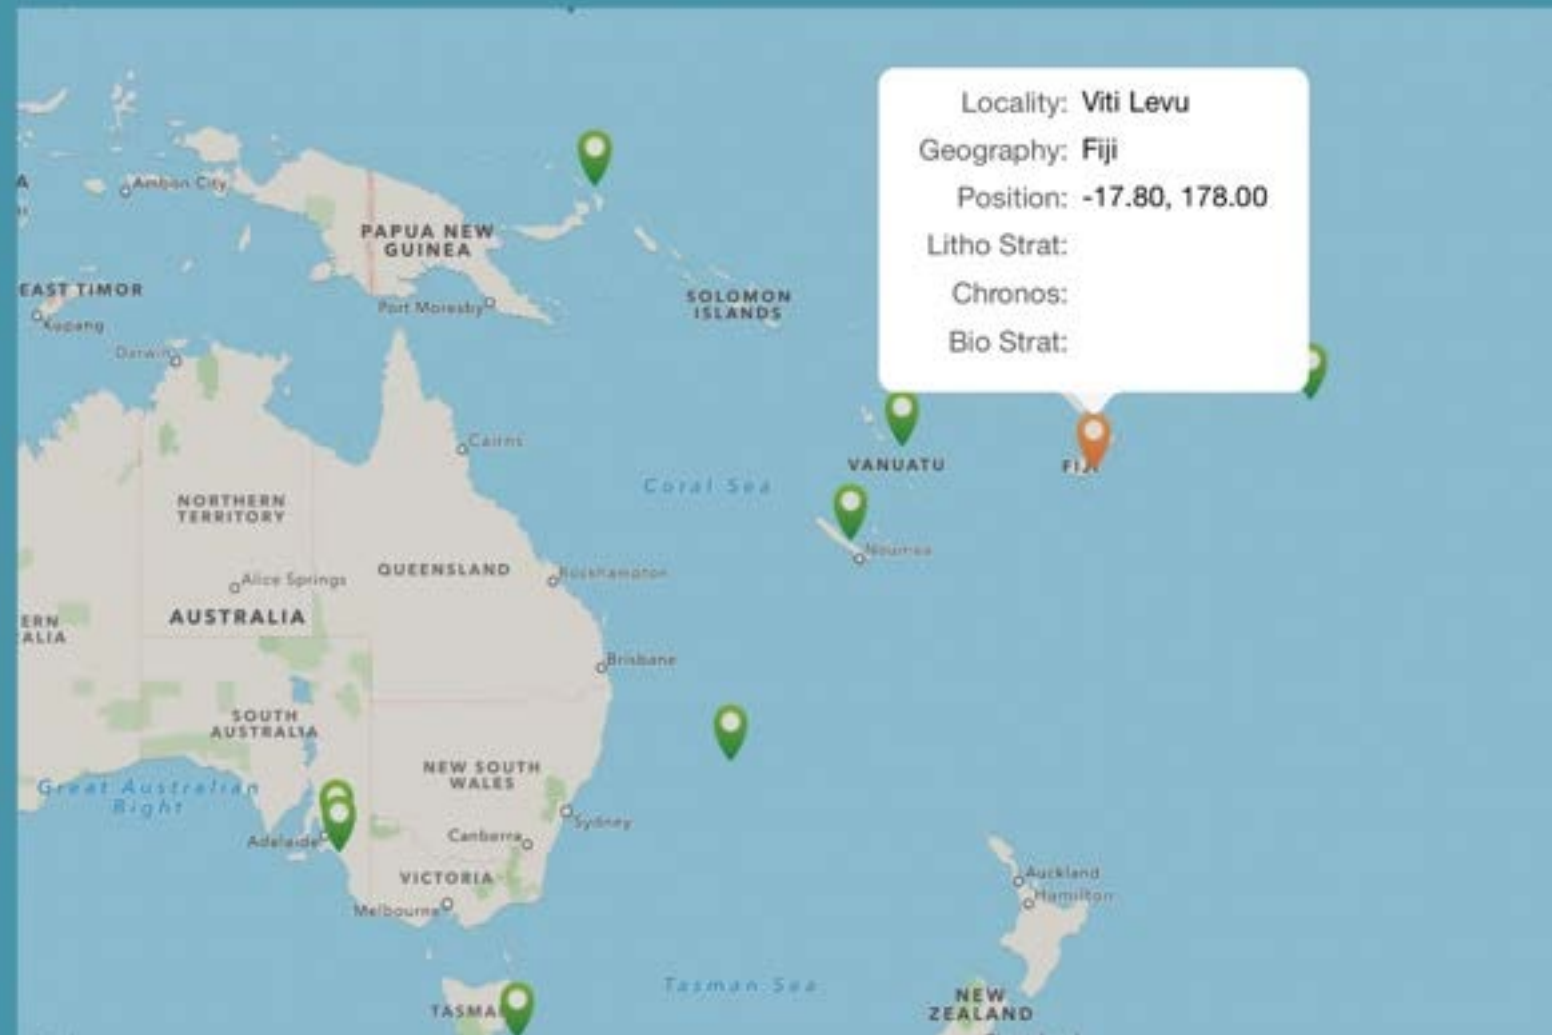 Locality: Viti Levu
Geography: Fiji
Position: -17.80, 178.00
Litho Strat:
Chronos:
Bio Strat:
A
Ambon City
PAPUA NEW
GUINEA
EAST TIMOR
Kupang
Port Moresby
SOLOMON
ISLANDS
Darwin
Cairns
VANUATU
Coral Sea
NORTHERN
TERRITORY
Noumea
QUEENSLAND
Rockhampton
Alice Springs
AUSTRALIA
ERN
ALIA
Brisbane
SOUTH
AUSTRALIA
NEW SOUTH
WALES
Great Australian
Bight
Sydney
Adelaide
Canberra
VICTORIA
Melbourne
Auckland
Hamilton
Tasman Sea
TASMA
NEW
ZEALAND